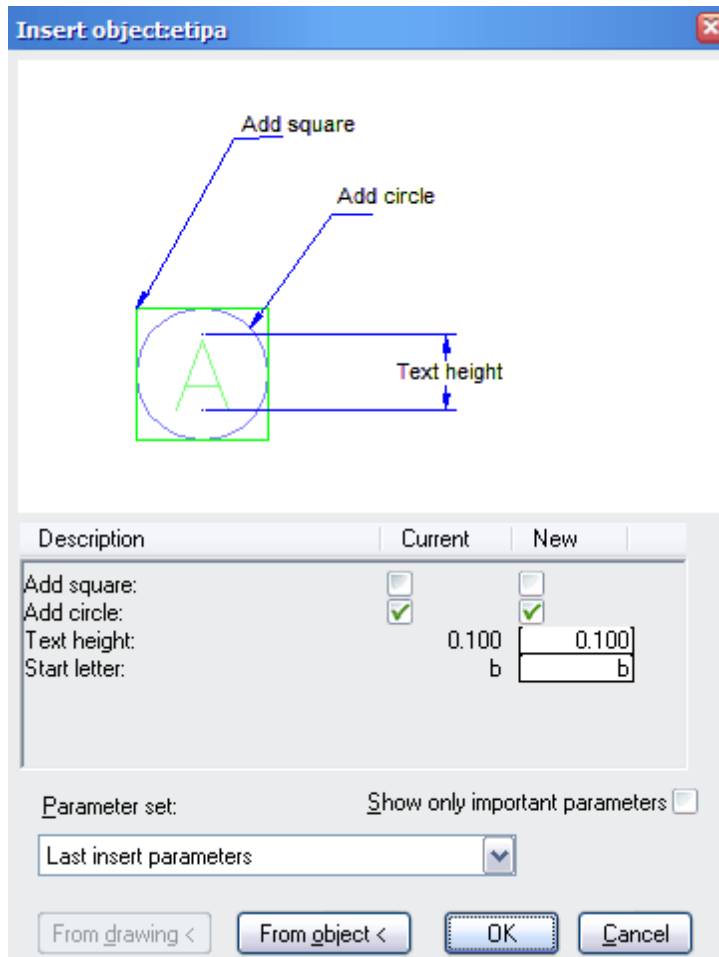 Insert object:etipa
Add square
Add circle
A
Text height
Description Current New
Add square:
Add circle:
Text height: 0.100 0.100
Start letter: b b
Parameter set: Show only important parameters
Last insert parameters
From drawing < From object < OK Cancel